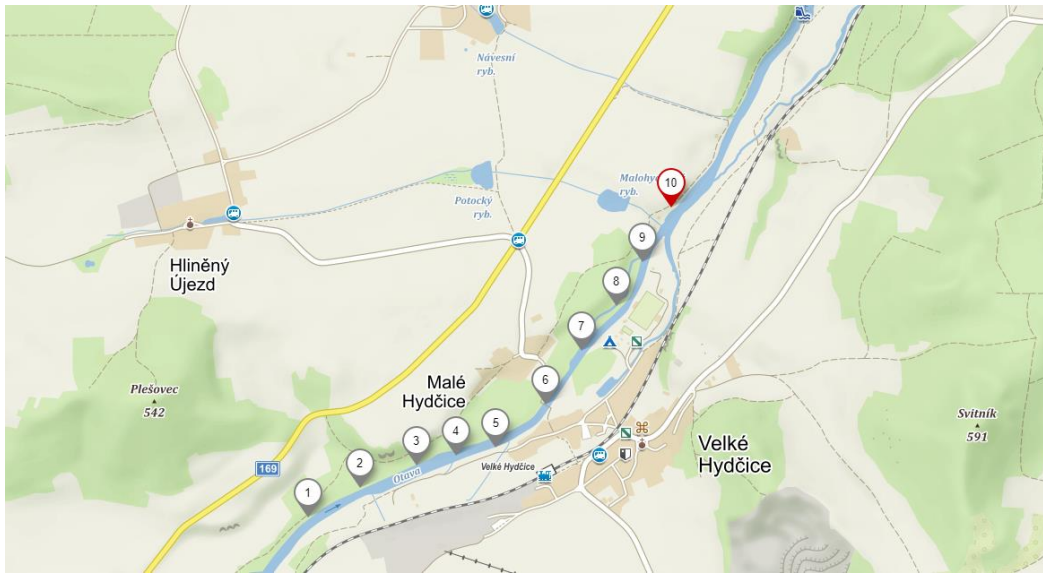 Návesní
ryb.
Potocký
ryb.
Malohyd
ryb.
10
9
8
7
6
5
4
3
2
1
Hliněný
Újezd
Plešovec
542
Malé
Hydčice
169
Otava
Velké Hydčice
Velké
Hydčice
Svitník
591